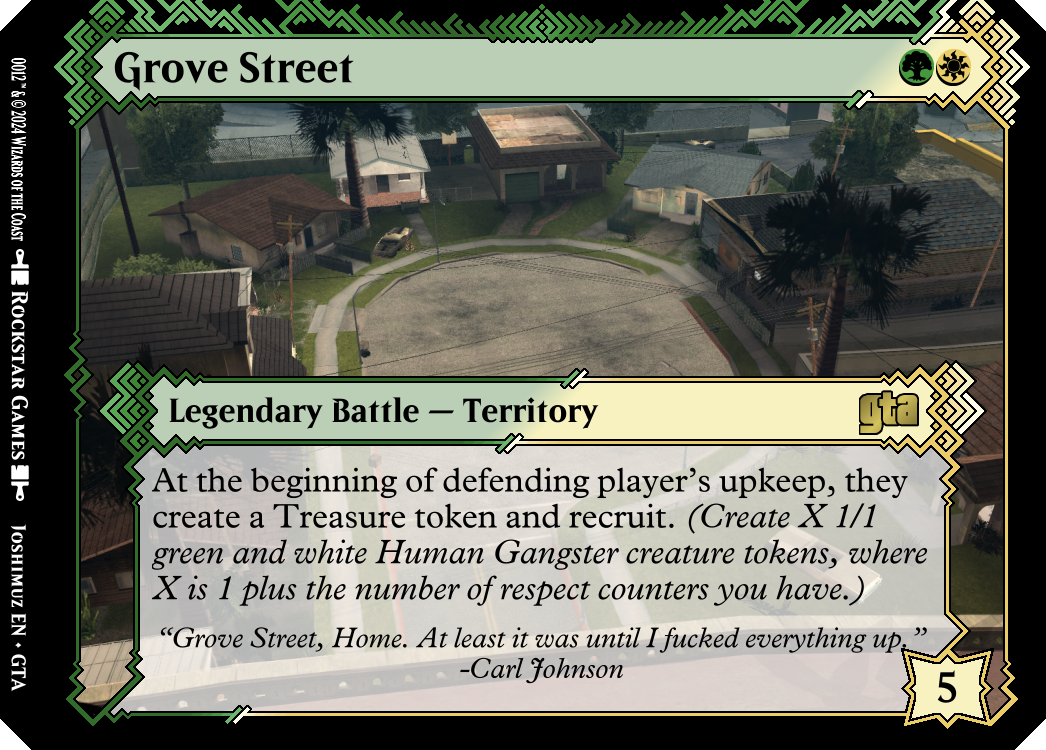 Grove Street
Legendary Battle — Territory
gta
At the beginning of defending player's upkeep, they
create a Treasure token and recruit. (Create X 1/1
green and white Human Gangster creature tokens, where
X is 1 plus the number of respect counters you have.)
“Grove Street, Home. At least it was until I fucked everything up.”
-Carl Johnson
5
0012 ™ & © 2024 Wizards of the Coast Rockstar Games Joshimuz EN • GTA